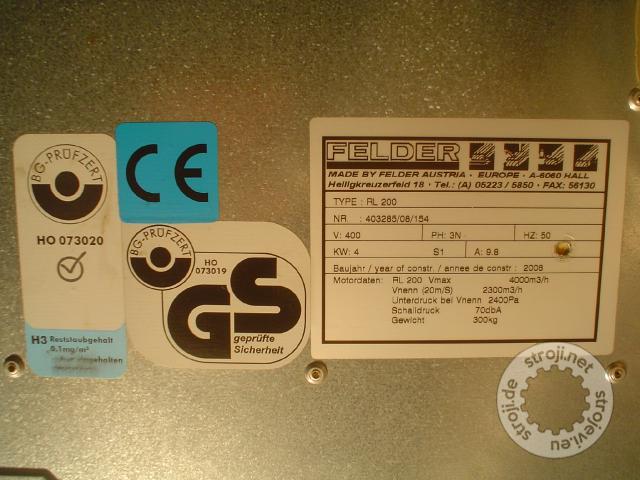 BG-PRÜFZERT
HO 073020
H3 Reststaubgehalt
0.1mg/m³
eingehalten
CE
BG-PRÜFZERT
HO
073019
GS
geprüfte
Sicherheit
FELDER
MADE BY FELDER AUSTRIA · EUROPE · A-6060 HALL
Heiligkreuzerfeld 18 · Tel.: (A) 05223 / 5850 · FAX: 56130
TYPE : RL 200
NR. : 403285/08/154
V: 400 PH: 3N HZ: 50
KW: 4 S1 A: 9.8
Baujahr / year of constr. / annee de constr : 2008
Motordaten: RL 200 Vmax 4000m3/h
Vnenn (20m/S) 2300m3/h
Unterdruck bei Vnenn 2400Pa
Schalldruck 70dbA
Gewicht 300kg
stroji.de
stroji.net
strojevi.eu